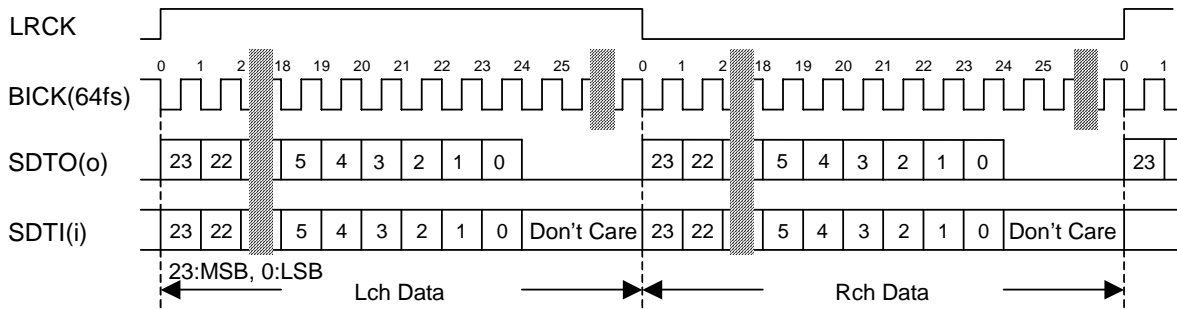 LRCK
0 1 2 18 19 20 21 22 23 24 25 0 1 2 18 19 20 21 22 23 24 25 0 1
BICK(64fs)
SDTO(o) 23 22 5 4 3 2 1 0 23 22 5 4 3 2 1 0 23
SDTI(i) 23 22 5 4 3 2 1 0 Don't Care 23 22 5 4 3 2 1 0 Don't Care
23:MSB, 0:LSB
Lch Data Rch Data